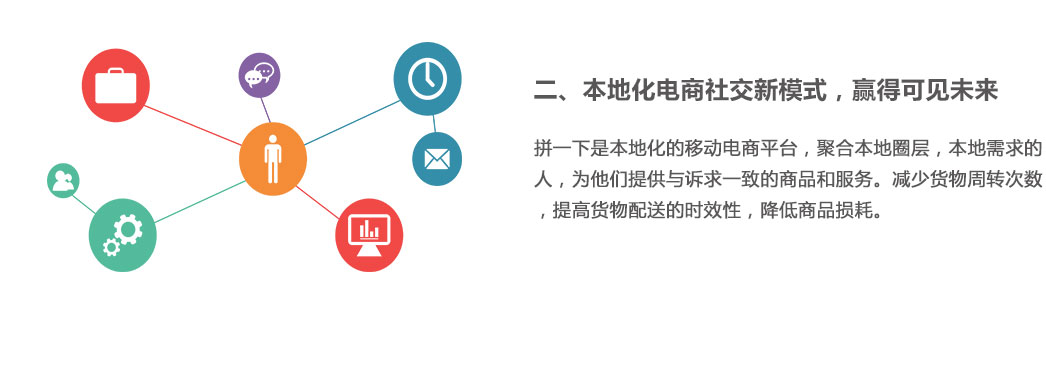 二、本地化电商社交新模式，赢得可见未来
拼一下是本地化的移动电商平台，聚合本地圈层，本地需求的
人，为他们提供与诉求一致的商品和服务。减少货物周转次数
，提高货物配送的时效性，降低商品损耗。